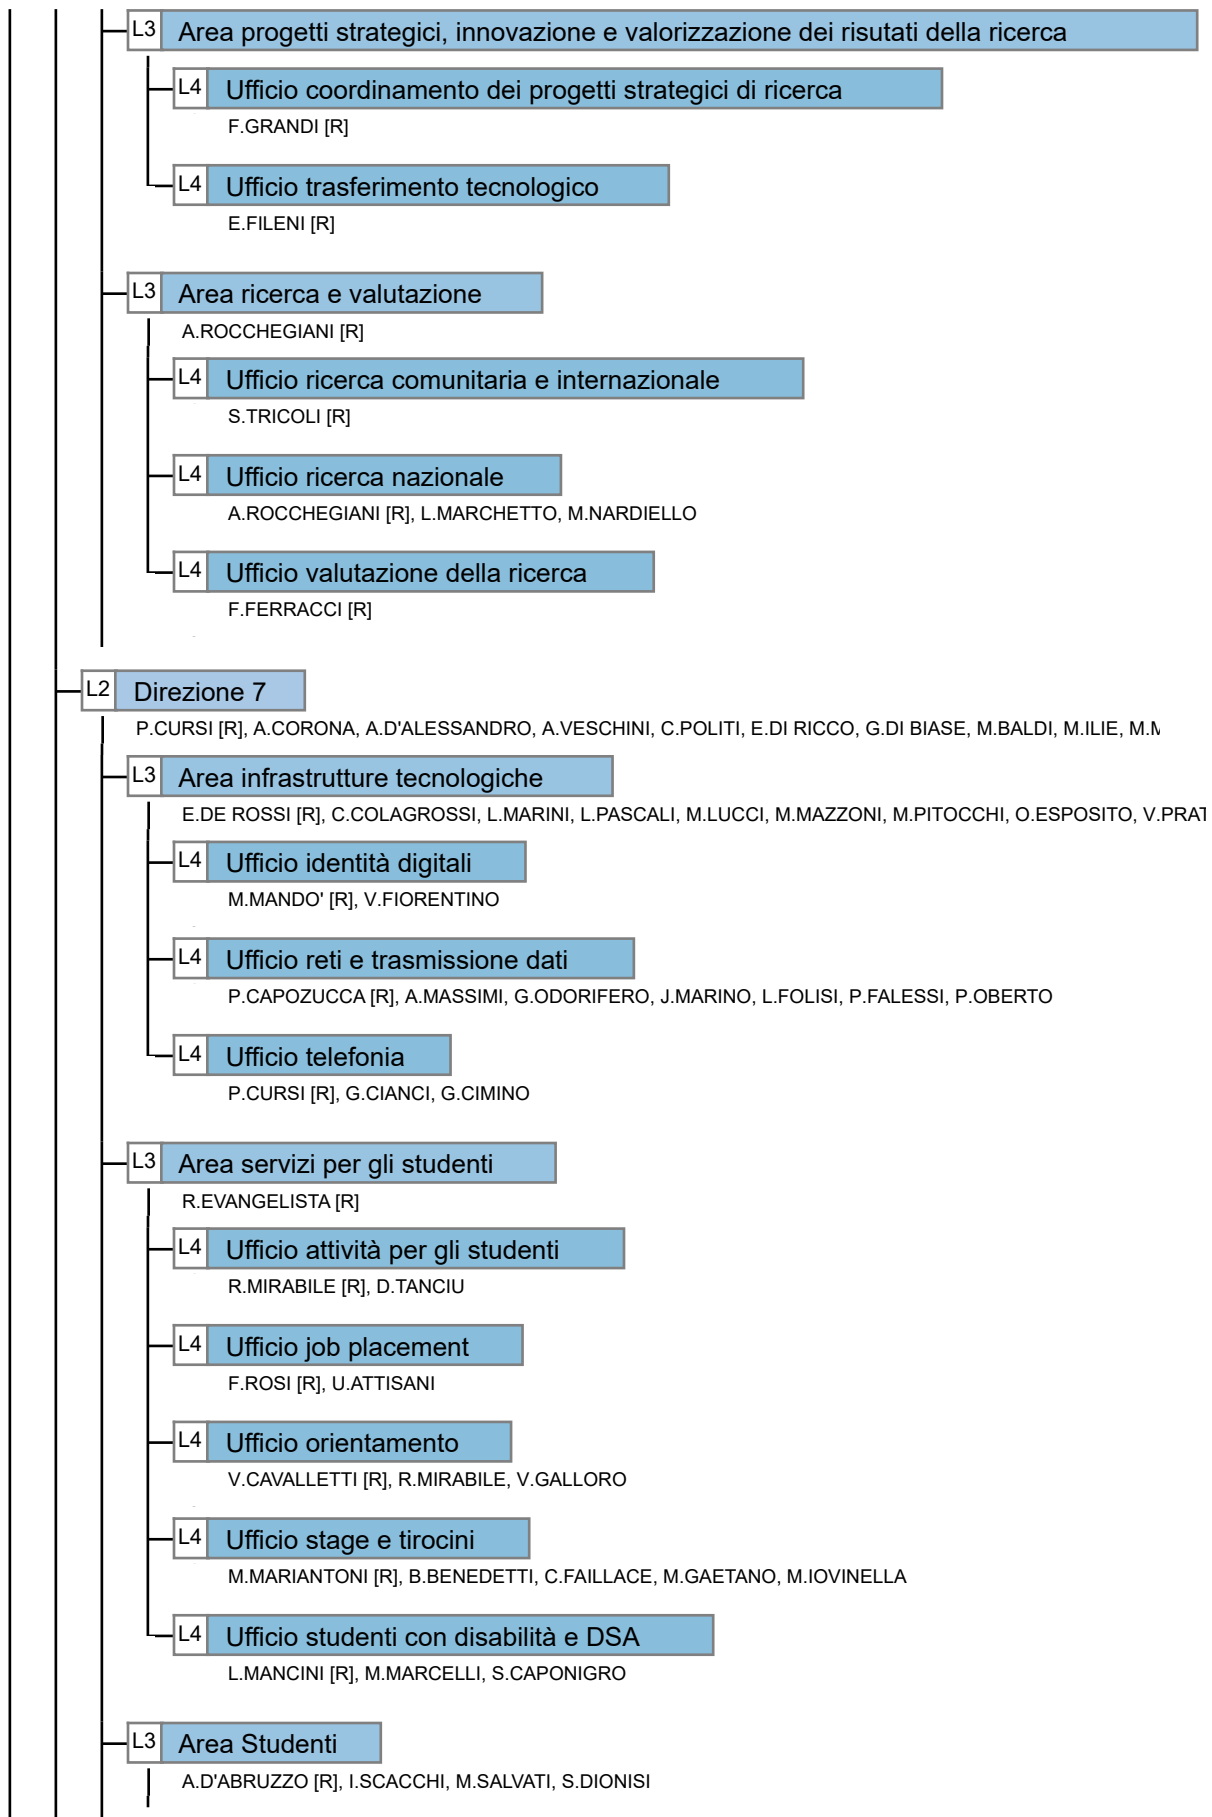 L3 Area progetti strategici, innovazione e valorizzazione dei risutati della ricerca
L4 Ufficio coordinamento dei progetti strategici di ricerca
F.GRANDI [R]
L4 Ufficio trasferimento tecnologico
E.FILENI [R]
L3 Area ricerca e valutazione
A.ROCCHEGIANI [R]
L4 Ufficio ricerca comunitaria e internazionale
S.TRICOLI [R]
L4 Ufficio ricerca nazionale
A.ROCCHEGIANI [R], L.MARCHETTO, M.NARDIELLO
L4 Ufficio valutazione della ricerca
F.FERRACCI [R]
L2 Direzione 7
P.CURSI [R], A.CORONA, A.D'ALESSANDRO, A.VESCHINI, C.POLITI, E.DI RICCO, G.DI BIASE, M.BALDI, M.ILIE,
L3 Area infrastrutture tecnologiche
E.DE ROSSI [R], C.COLAGROSSI, L.MARINI, L.PASCALI, M.LUCCI, M.MAZZONI, M.PITOCCHI, O.ESPOSITO,
L4 Ufficio identità digitali
M.MANDO' [R], V.FIORENTINO
L4 Ufficio reti e trasmissione dati
P.CAPOZUCCA [R], A.MASSIMI, G.ODORIFERO, J.MARINO, L.FOLISI, P.FALESSI, P.OBERTO
L4 Ufficio telefonia
P.CURSI [R], G.CIANCI, G.CIMINO
L3 Area servizi per gli studenti
R.EVANGELISTA [R]
L4 Ufficio attività per gli studenti
R.MIRABILE [R], D.TANCIU
L4 Ufficio job placement
F.ROSI [R], U.ATTISANI
L4 Ufficio orientamento
V.CAVALLETTI [R], R.MIRABILE, V.GALLORO
L4 Ufficio stage e tirocini
M.MARIANTONI [R], B.BENEDETTI, C.FAILLACE, M.GAETANO, M.IOVINELLA
L4 Ufficio studenti con disabilità e DSA
L.MANCINI [R], M.MARCELLI, S.CAPONIGRO
L3 Area Studenti
A.D'ABRUZZO [R], I.SCACCHI, M.SALVATI, S.DIONISI